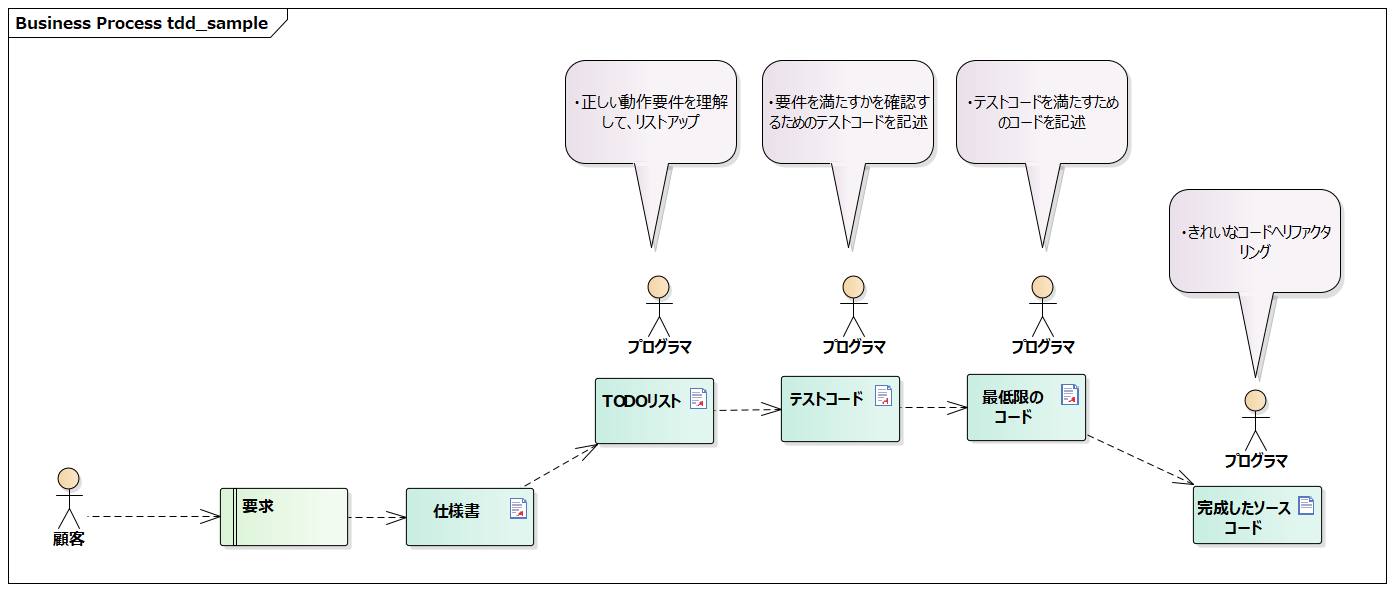 Business Process tdd_sample
・正しい動作要件を理解
して、リストアップ
・要件を満たすかを確認す
るためのテストコードを記述
・テストコードを満たすため
のコードを記述
・きれいなコードへリファクタ
リング
プログラマ
プログラマ
プログラマ
プログラマ
TODOリスト
テストコード
最低限の
コード
顧客
要求
仕様書
完成したソース
コード